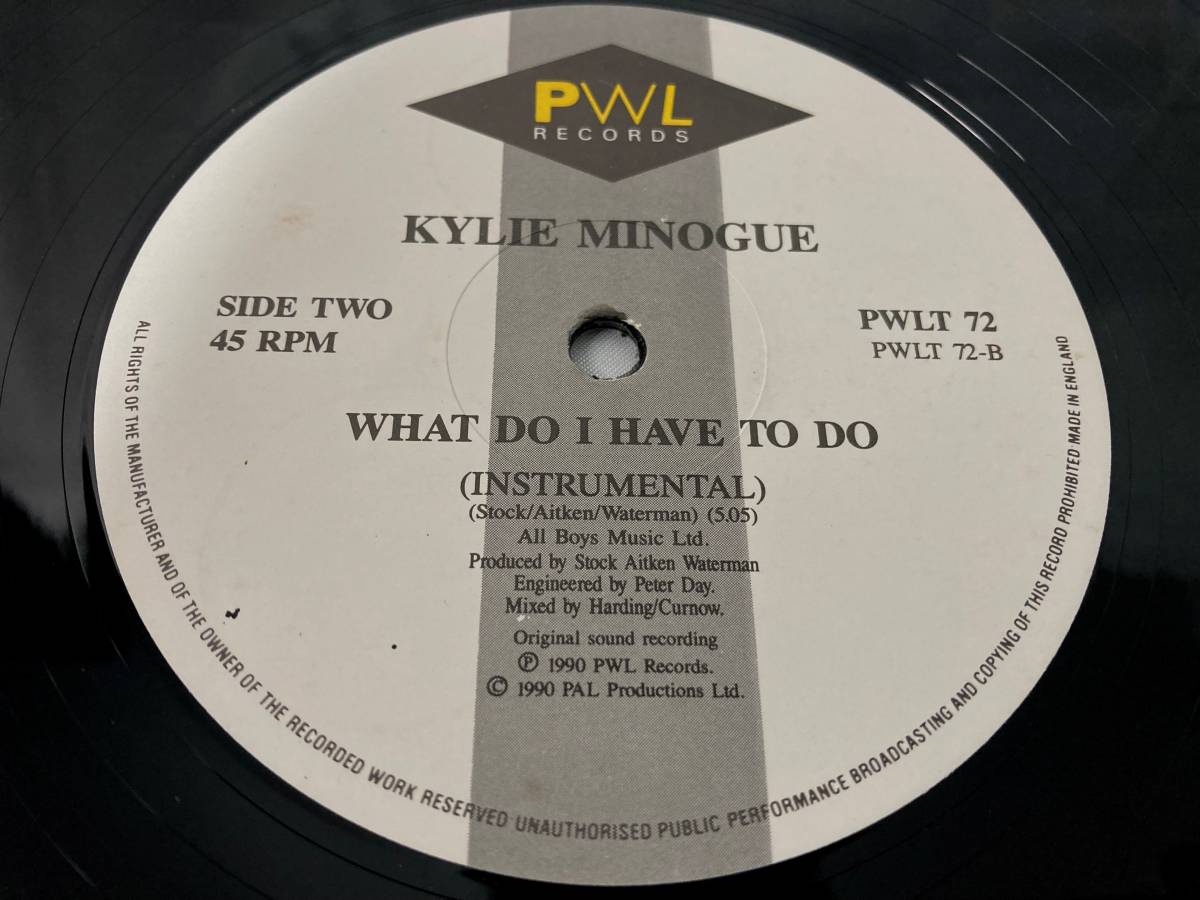 PWL
RECORDS
KYLIE MINOGUE
SIDE TWO
45 RPM
PWLT 72
PWLT 72-B
WHAT DO I HAVE TO DO
(INSTRUMENTAL)
(Stock/Aitken/Waterman) (5.05)
All Boys Music Ltd.
Produced by Stock Aitken Waterman
Engineered by Peter Day.
Mixed by Harding/Curnow.
Original sound recording
Ⓟ 1990 PWL Records.
© 1990 PAL Productions Ltd.
ALL RIGHTS OF THE MANUFACTURER AND OF THE OWNER OF THE RECORDED WORK RESERVED UNAUTHORISED PUBLIC PERFORMANCE BROADCASTING AND COPYING OF THIS RECORD PROHIBITED·MADE IN ENGLAND